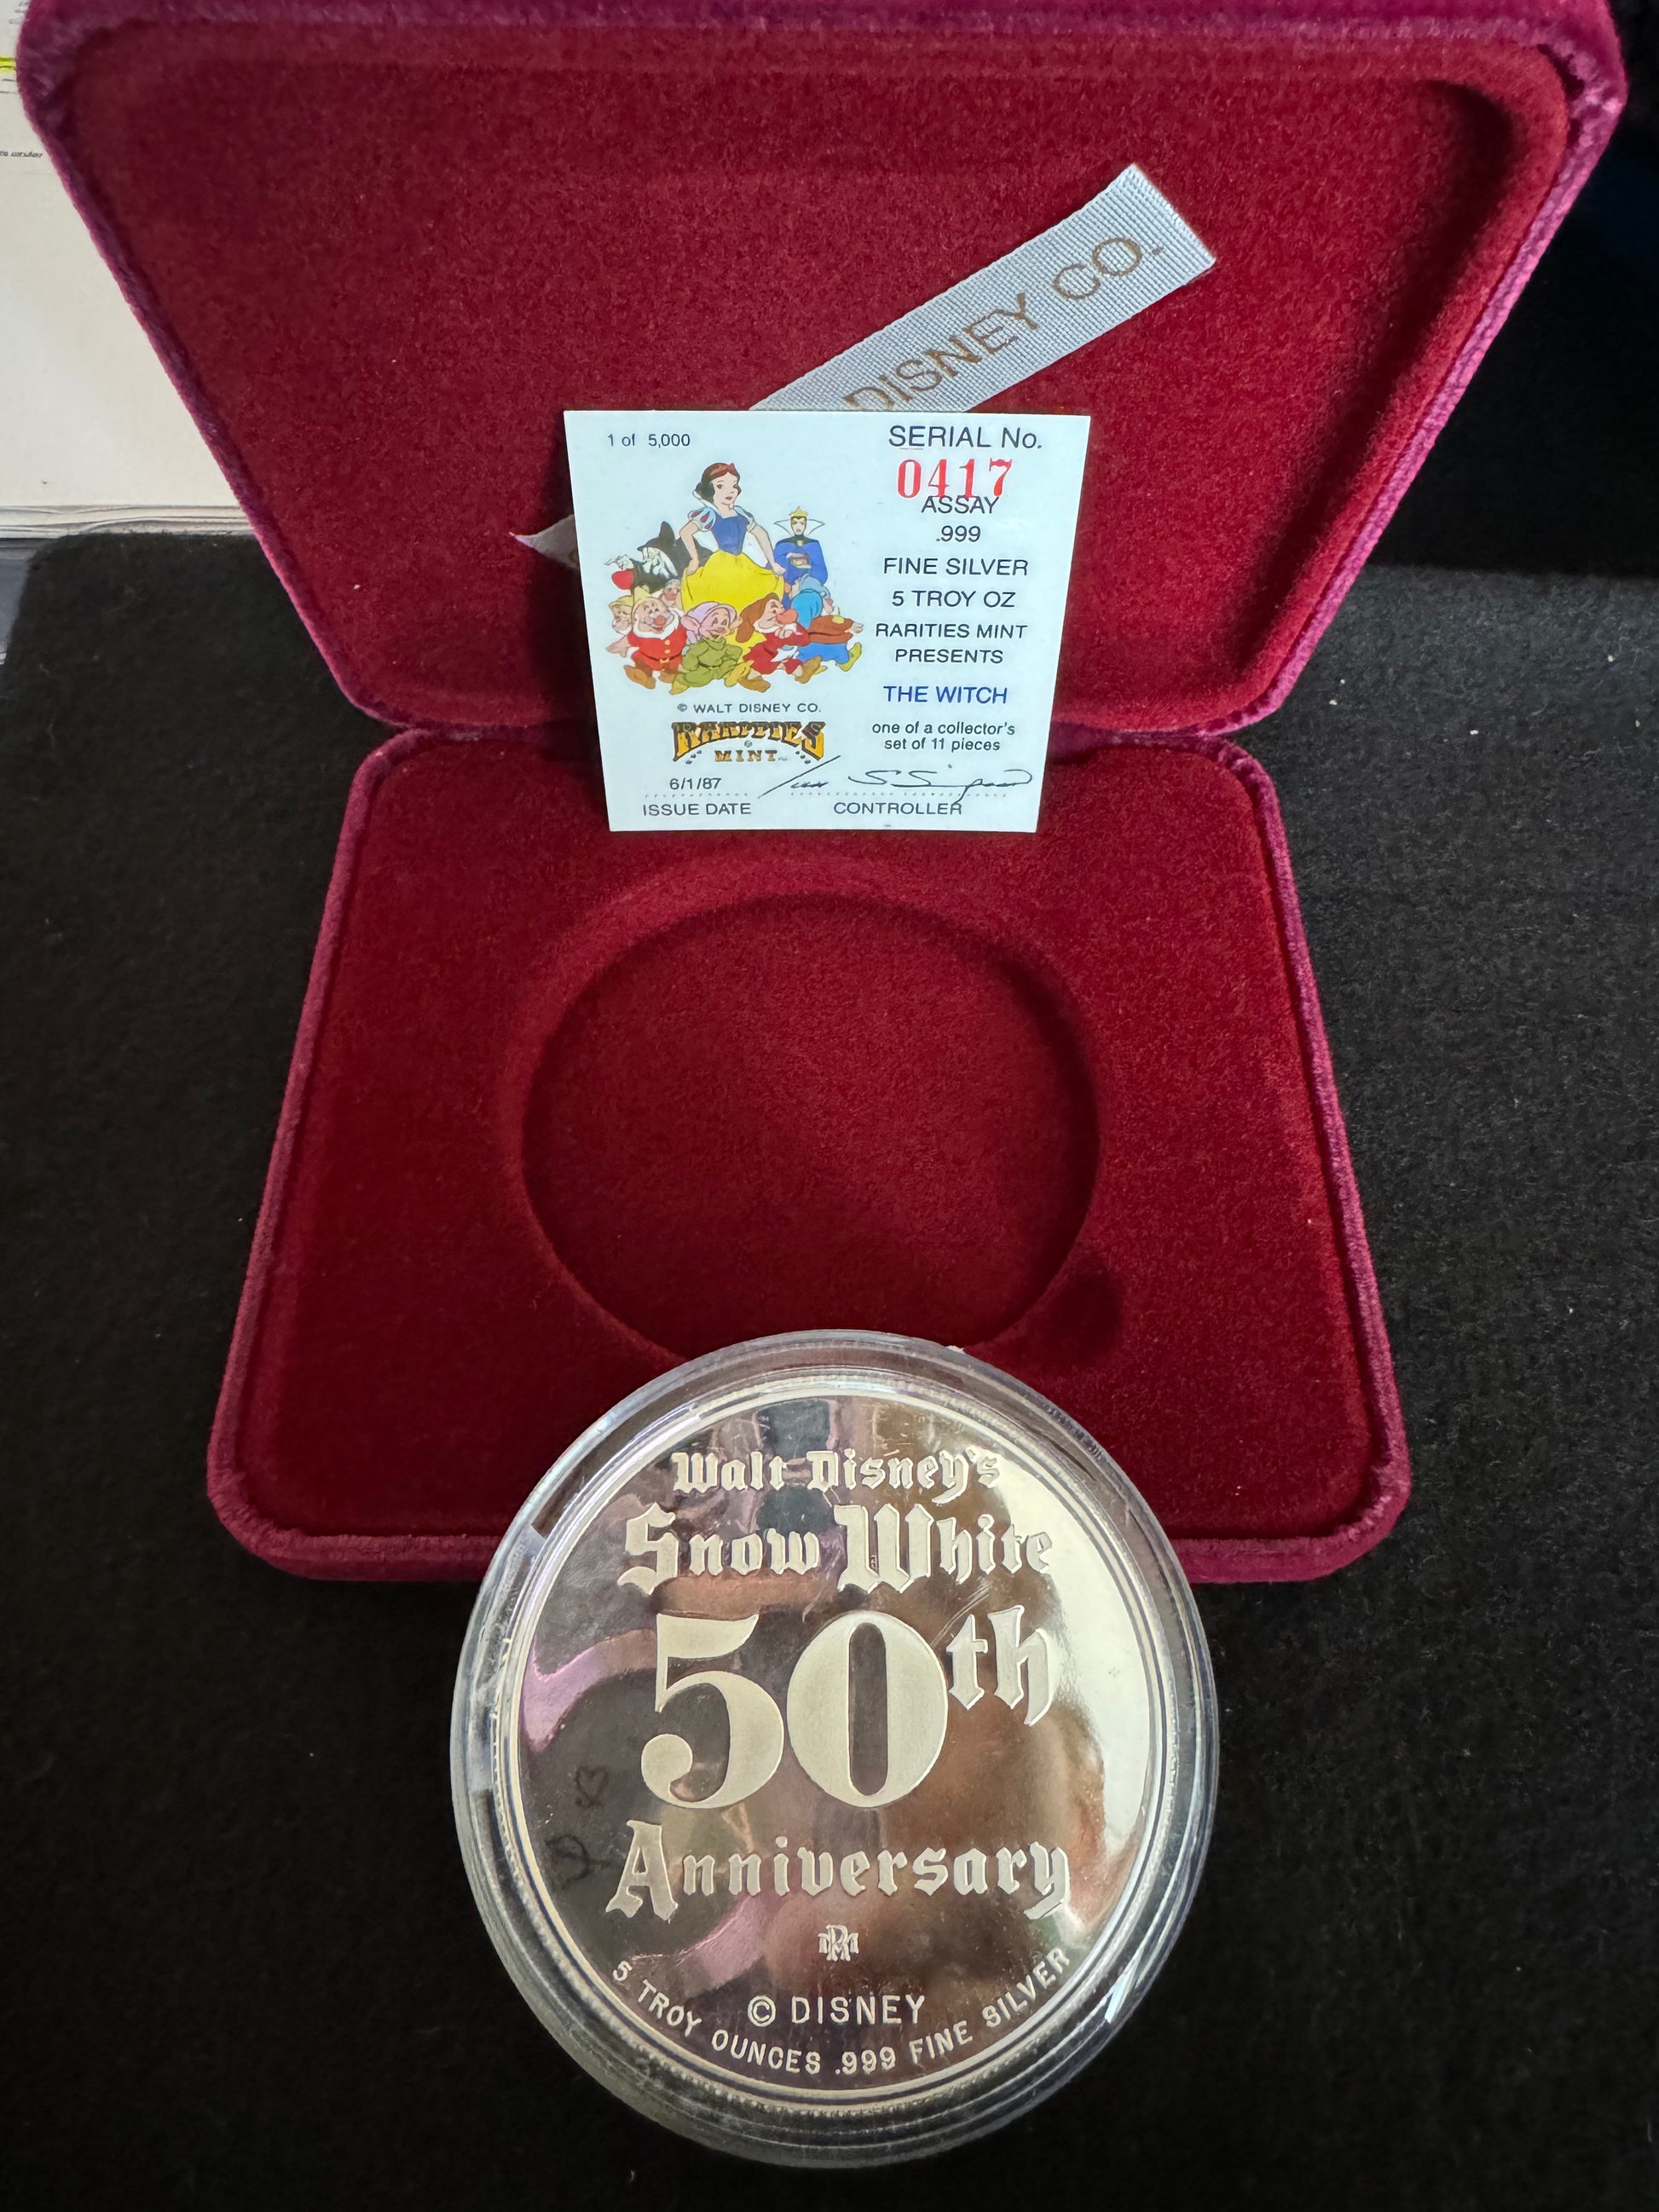 DISNEY CO.
1 of 5,000
SERIAL No.
0417
ASSAY
.999
FINE SILVER
5 TROY OZ
RARITIES MINT
PRESENTS
THE WITCH
one of a collector's
set of 11 pieces
© WALT DISNEY CO.
RARITIES
MINT
6/1/87
ISSUE DATE
CONTROLLER
Walt Disney's
Snow White
50th
Anniversary
RM
© DISNEY
5 TROY OUNCES .999 FINE SILVER